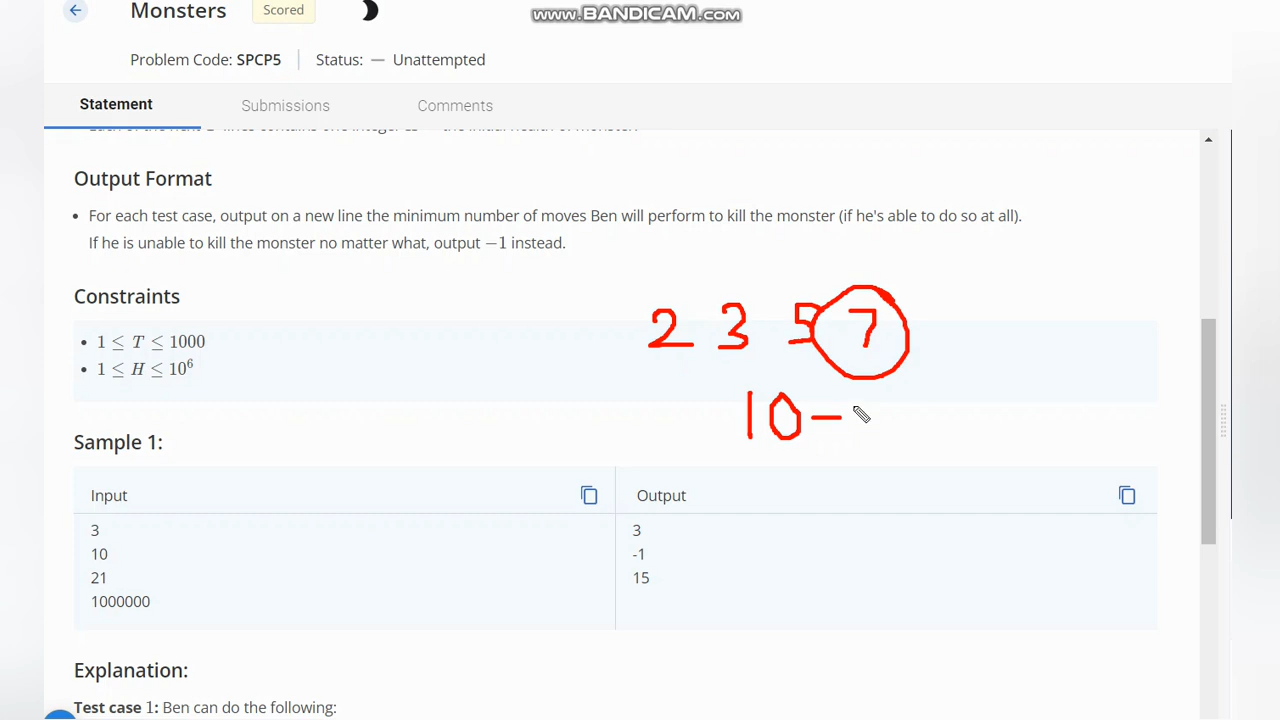 Monsters Scored
www.BANDICAM.com
Problem Code: SPCP5 Status: — Unattempted
Statement Submissions Comments
Output Format
• For each test case, output on a new line the minimum number of moves Ben will perform to kill the monster (if he's able to do so at all).
If he is unable to kill the monster no matter what, output −1 instead.
Constraints
• 1 ≤ T ≤ 1000
• 1 ≤ H ≤ 10⁶
2 3 5 7
10 −
Sample 1:
Input Output
3 3
10 -1
21 15
1000000
Explanation:
Test case 1: Ben can do the following: